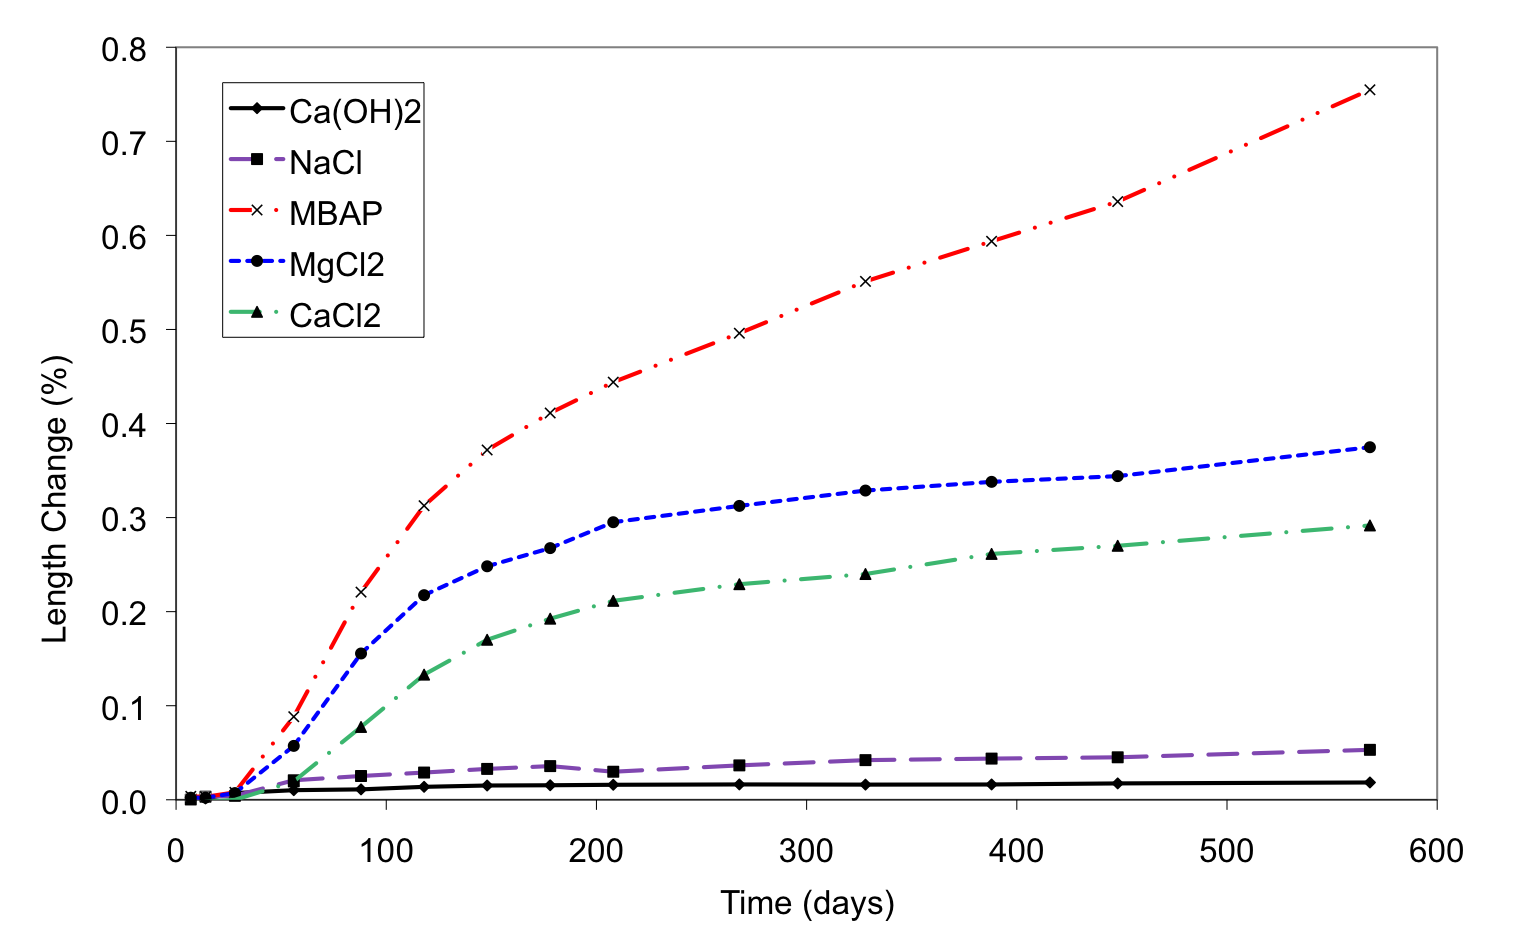 0.8
0.7
0.6
0.5
0.4
0.3
0.2
0.1
0.0
Length Change (%)
Ca(OH)2
NaCl
MBAP
MgCl2
CaCl2
0 100 200 300 400 500 600
Time (days)